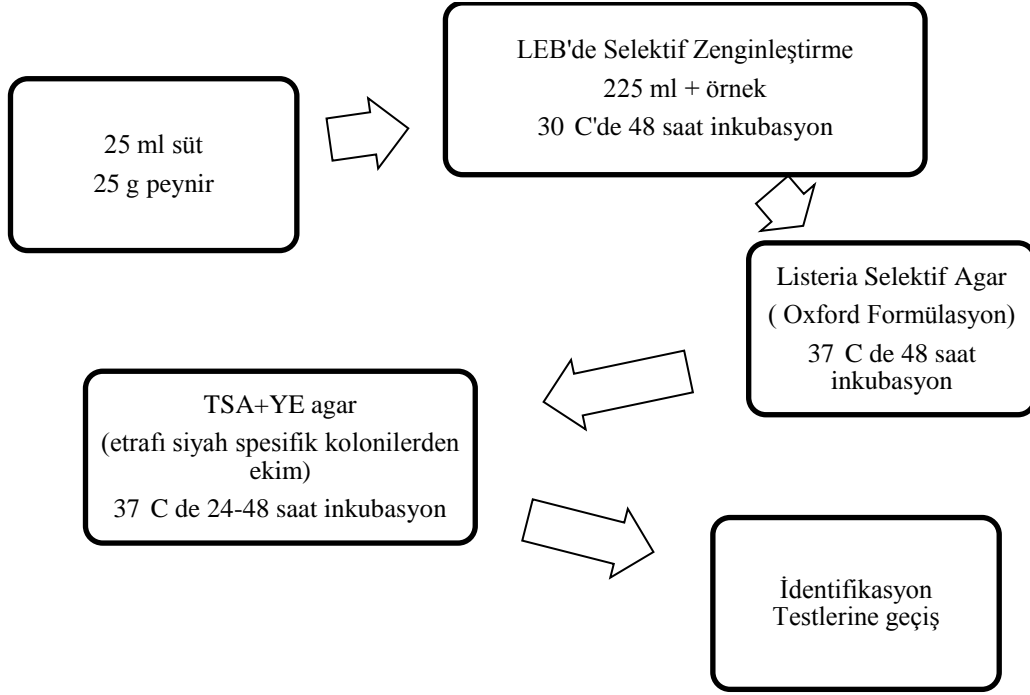 25 ml süt
25 g peynir
LEB'de Selektif Zenginleştirme
225 ml + örnek
30 C'de 48 saat inkubasyon
Listeria Selektif Agar
( Oxford Formülasyon)
37 C de 48 saat
inkubasyon
TSA+YE agar
(etrafı siyah spesifik kolonilerden
ekim)
37 C de 24-48 saat inkubasyon
İdentifikasyon
Testlerine geçiş